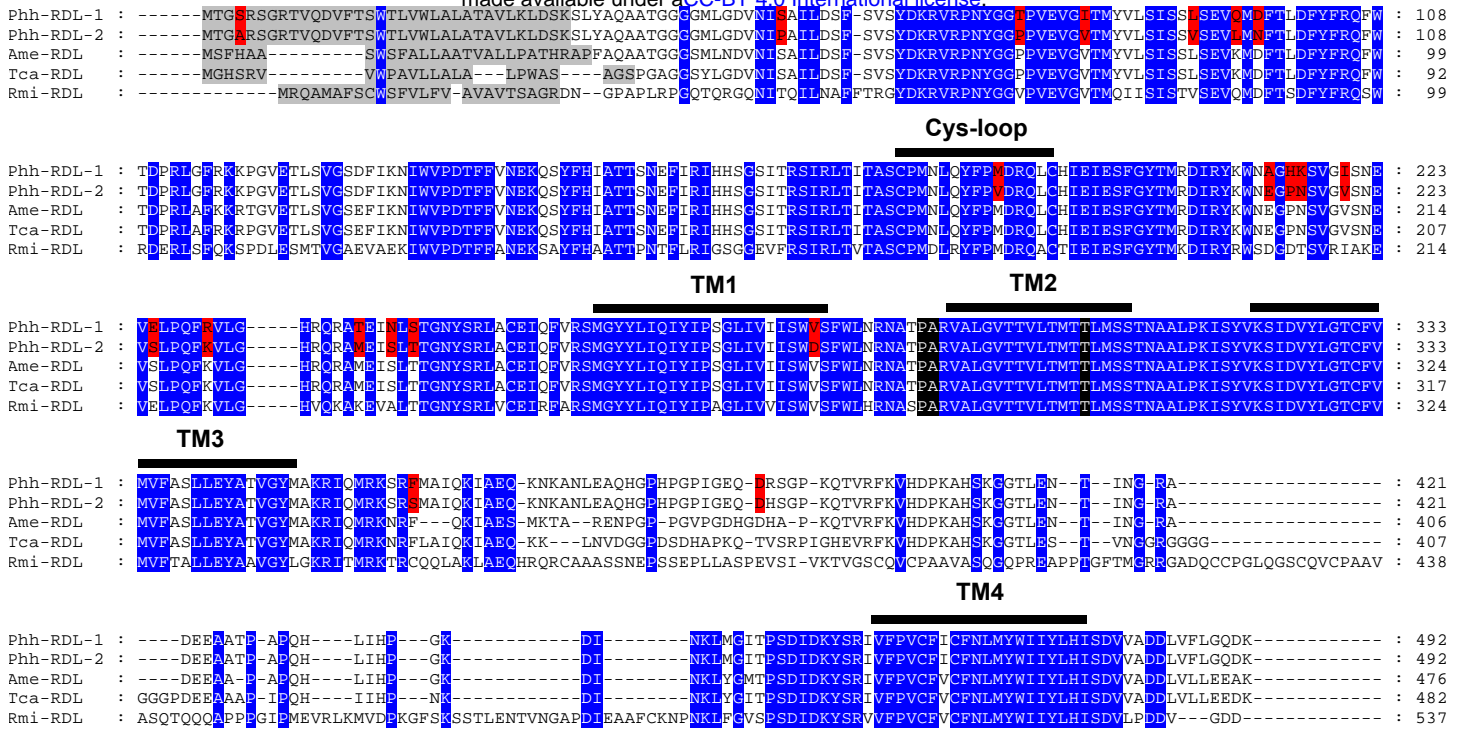 made available under aCC-BY 4.0 International license.
Phh-RDL-1 : ------MTGSRSGRTVQDVFTSWTLVWLALATAVLKLDSKSLYAQAATGGGGMLGDVNISAILDSF-SVSYDKRVRPNYGGTPVEVGITMYVLSISSLSEVQMDFTLDFYFRQFW : 108
Phh-RDL-2 : ------MTGARSGRTVQDVFTSWTLVWLALATAVLKLDSKSLYAQAATGGGGMLGDVNIPAILDSF-SVSYDKRVRPNYGGPPVEVGVTMYVLSISSVSEVLMNFTLDFYFRQFW : 108
Ame-RDL : ------MSFHAA------SWSFALLAATVALLPATHPAPFAQAATGGGSMLNDVNISAILDSF-SVSYDKRVRPNYGGPPVEVGVTMYVLSISSLSEVKMDFTLDFYFRQFW : 99
Tca-RDL : ------MGHSRV---------VWPAVLLALA---LPWAS----AGSPGAGGSYLGDVNISAILDSF-SVSYDKRVRPNYGGPPVEVGVTMYVLSISSLSEVKMDFTLDFYFRQFW : 92
Rmi-RDL : -------------MRQAMAFSCWSFVLFV-AVAVTSAGRDN--GPAPLRPGGQTQRGQNITQILNAFFTRGYDKRVRPNYGGVPVEVGVTMQIISISTVSEVQMDFTSDFYFRQSW : 99
Cys-loop
Phh-RDL-1 : TDPRLGFRKKPGVETLSVGSDFIKNIWVPDTFFVNEKQSYFHIATTSNEFIRIHHSGSITRSIRLTITASCPMNLQYFPMDRQLCHIEIESFGYTMRDIRYKWNAGHKSVGISNE : 223
Phh-RDL-2 : TDPRLGFRKKPGVETLSVGSDFIKNIWVPDTFFVNEKQSYFHIATTSNEFIRIHHSGSITRSIRLTITASCPMNLQYFPVDRQLCHIEIESFGYTMRDIRYKWNEGPNSVGVSNE : 223
Ame-RDL : TDPRLAFKKRTGVETLSVGSEFIKNIWVPDTFFVNEKQSYFHIATTSNEFIRIHHSGSITRSIRLTITASCPMNLQYFPMDRQLCHIEIESFGYTMRDIRYKWNEGPNSVGVSNE : 214
Tca-RDL : TDPRLAFRKRPGVETLSVGSEFIKNIWVPDTFFVNEKQSYFHIATTSNEFIRIHHSGSITRSIRLTITASCPMNLQYFPMDRQLCHIEIESFGYTMRDIRYKWNEGPNSVGVSNE : 207
Rmi-RDL : RDERLSFQKSPDLESMTVGAEVAEKIWVPDTFFANEKSAYFHAATTPNTFLRIGSGGEVFRSIRLTVTASCPMDLRYFPMDRQACTIEIESFGYTMKDIRYRWSDGDTSVRIAKE : 214
TM1 TM2
Phh-RDL-1 : VELPQFRVLG-----HRQRATEINLSTGNYSRLACEIQFVRSMGYYLIQIYIPSGLIVIISWVSFWLNRNATPARVALGVTTVLTMTTLMSSTNAALPKISYVKSIDVYLGTCFV : 333
Phh-RDL-2 : VSLPQFKVLG-----HRQRAMEISLTTGNYSRLACEIQFVRSMGYYLIQIYIPSGLIVIISWDSFWLNRNATPARVALGVTTVLTMTTLMSSTNAALPKISYVKSIDVYLGTCFV : 333
Ame-RDL : VSLPQFKVLG-----HRQRAMEISLTTGNYSRLACEIQFVRSMGYYLIQIYIPSGLIVIISWVSFWLNRNATPARVALGVTTVLTMTTLMSSTNAALPKISYVKSIDVYLGTCFV : 324
Tca-RDL : VSLPQFKVLG-----HRQRAMEISLTTGNYSRLACEIQFVRSMGYYLIQIYIPSGLIVIISWVSFWLNRNATPARVALGVTTVLTMTTLMSSTNAALPKISYVKSIDVYLGTCFV : 317
Rmi-RDL : VELPQFKVLG-----HVQKAKEVALTTGNYSRLVCEIRFARSMGYYLIQIYIPAGLIVVISWVSFWLHRNASPARVALGVTTVLTMTTLMSSTNAALPKISYVKSIDVYLGTCFV : 324
TM3
Phh-RDL-1 : MVFASLLEYATVGYMAKRIQMRKSRFMAIQKIAEQ-KNKANLEAQHGPHPGPIGEQ-DRSGP-KQTVRFKVHDPKAHSKGGTLEN--T--ING-RA------------------- : 421
Phh-RDL-2 : MVFASLLEYATVGYMAKRIQMRKSRSMAIQKIAEQ-KNKANLEAQHGPHPGPIGEQ-DHSGP-KQTVRFKVHDPKAHSKGGTLEN--T--ING-RA------------------- : 421
Ame-RDL : MVFASLLEYATVGYMAKRIQMRKNRF---QKIAES-MKTA--RENPGP-PGVPGDHGDHA-P-KQTVRFKVHDPKAHSKGGTLEN--T--ING-RA------------------- : 406
Tca-RDL : MVFASLLEYATVGYMAKRIQMRKNRFLAIQKIAEQ-KK---LNVDGGPDSDHAPKQ-TVSRPIGHEVRFKVHDPKAHSKGGTLES--T--VNGGRGGGG---------------- : 407
Rmi-RDL : MVFTALLEYAAVGYLGKRITMRKTRCQQLAKLAEQHRQRCAAASSNEPSSEPLLASPEVSI-VKTVGSCQVCPAAVASQGQPREAPPTGFTMGRRGADQCCPGLQGSCQVCPAAV : 438
TM4
Phh-RDL-1 : ----DEEAATP-APQH----LIHP---GK------------DI---------NKLMGITPSDIDKYSRIVFPVCFICFNLMYWIIYLHISDVVADDLVFLGQDK------------ : 492
Phh-RDL-2 : ----DEEAATP-APQH----LIHP---GK------------DI---------NKLMGITPSDIDKYSRIVFPVCFICFNLMYWIIYLHISDVVADDLVFLGQDK------------ : 492
Ame-RDL : ----DEEAA-P-APQH----LIHP---GK------------DI---------NKLYGMTPSDIDKYSRIVFPVCFVCFNLMYWIIYLHISDVVADDLVLLEEAK------------ : 476
Tca-RDL : GGGPDEEAAAP-IPQH----IIHP---NK------------DI---------NKLYGITPSDIDKYSRIVFPVCFVCFNLMYWIIYLHISDVVADDLVLLEEDK------------ : 482
Rmi-RDL : ASQTQQQAPPPGIPMEVRLKMVDPKGFSKSSTLENTVNGAPDIEAAFCKNPNKLFGVSPSDIDKYSRVVFPVCFVCFNLMYWIIYLHISDVLPDDV---GDD------------- : 537